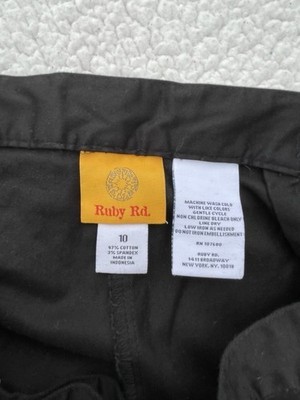 Ruby Rd.
10
97% COTTON
3% SPANDEX
MADE IN
INDONESIA
MACHINE WASH COLD
WITH LIKE COLORS
GENTLE CYCLE
NON CHLORINE BLEACH ONLY
LINE DRY
LOW IRON AS NEEDED
DO NOT IRON EMBELLISHMENT
RUBY RD.
1411 BROADWAY
NEW YORK, NY. 10018